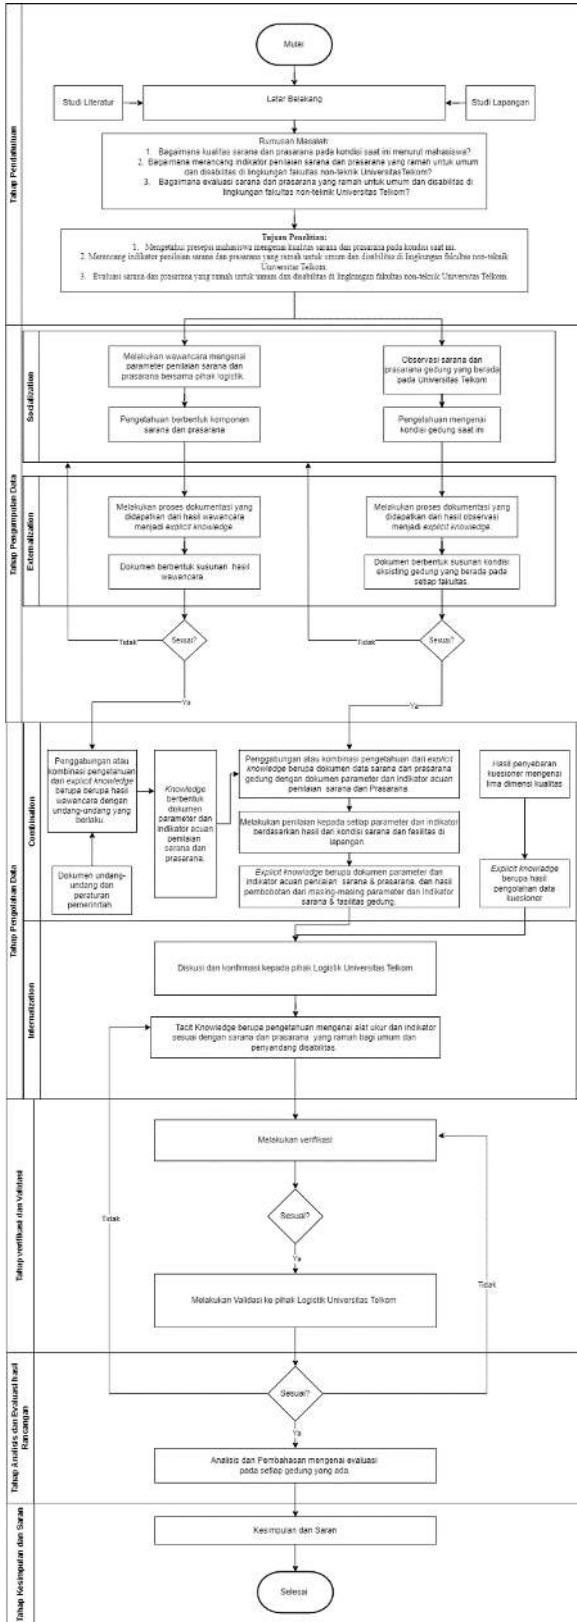 Mulai
Studi Literatur
Latar Belakang
Studi Lapangan
Rumusan Masalah:
1. Bagaimana kualitas sarana dan prasarana pada kondisi saat ini menurut mahasiswa?
2. Bagaimana merancang indikator penilaian sarana dan prasarana yang ramah untuk umum
dan disabilitas di lingkungan fakultas non-teknik UniversitasTelkom?
3. Bagaimana evaluasi sarana dan prasarana yang ramah untuk umum dan disabilitas di
lingkungan fakultas non-teknik Universitas Telkom?
Tujuan Penelitian:
1. Mengetahui presepsi mahasiswa mengenai kualitas sarana dan prasarana pada kondisi saat ini.
2. Merancang indikator penilaian sarana dan prasarana yang ramah untuk umum dan disabilitas di lingkungan fakultas non-teknik
Universitas Telkom.
3. Evaluasi sarana dan prasarana yang ramah untuk umum dan disabilitas di lingkungan fakultas non-teknik Universitas Telkom.
Tahap Pendahuluan
Tahap Pengumpulan Data
Socialization
Melakukan wawancara mengenai
parameter penilaian sarana dan
prasarana bersama pihak logistik.
Observasi sarana dan
prasarana gedung yang berada
pada Universitas Telkom
Pengetahuan berbentuk komponen
sarana dan prasarana
Pengetahuan mengenai
kondisi gedung saat ini
Externalization
Melakukan proses dokumentasi yang
didapatkan dari hasil wawancara
menjadi explicit knowledge.
Melakukan proses dokumentasi yang
didapatkan dari hasil observasi
menjadi explicit knowledge.
Dokumen berbentuk susunan hasil
wawancara.
Dokumen berbentuk susunan kondisi
eksisting gedung yang berada pada
setiap fakultas.
Tidak
Sesuai?
Tidak
Sesuai?
Ya
Ya
Tahap Pengolahan Data
Combination
Penggabungan atau
kombinasi pengetahuan
dari explicit knowledge
berupa berupa hasil
wawancara dengan
undang-undang yang
berlaku.
Knowledge
berbentuk
dokumen
parameter dan
indikator acuan
penilaian
sarana dan
prasarana.
Penggabungan atau kombinasi pengetahuan dari explicit
knowledge berupa dokumen data sarana dan prasarana
gedung dengan dokumen parameter dan indikator acuan
penilaian sarana dan Prasarana.
Hasil penyebaran
kuesioner mengenai
lima dimensi kualitas
Melakukan penilaian kepada setiap parameter dan indikator
berdasarkan hasil dari kondisi sarana dan fasilitas di
lapangan.
Dokumen undang-
undang dan
peraturan
pemerintah.
Explicit knowledge berupa dokumen parameter dan
indikator acuan penilaian sarana & prasarana. dan hasil
pembobotan dari masing-masing parameter dan indikator
sarana & fasilitas gedung.
Explicit knowledge
berupa hasil
pengolahan data
kuesioner
Internalization
Diskusi dan konfirmasi kepada pihak Logistik Universitas Telkom
Tacit Knowledge berupa pengetahuan mengenai alat ukur dan indikator
sesuai dengan sarana dan prasarana yang ramah bagi umum dan
penyandang disabilitas.
Tahap verifikasi dan Validasi
Melakukan verifikasi
Tidak
Sesuai?
Ya
Tidak
Melakukan Validasi ke pihak Logistik Universitas Telkom
Tahap Analisis dan Evaluasi hasil
Rancangan
Sesuai?
Ya
Analisis dan Pembahasan mengenai evaluasi
pada setiap gedung yang ada.
Tahap Kesimpulan dan Saran
Kesimpulan dan Saran
Selesai